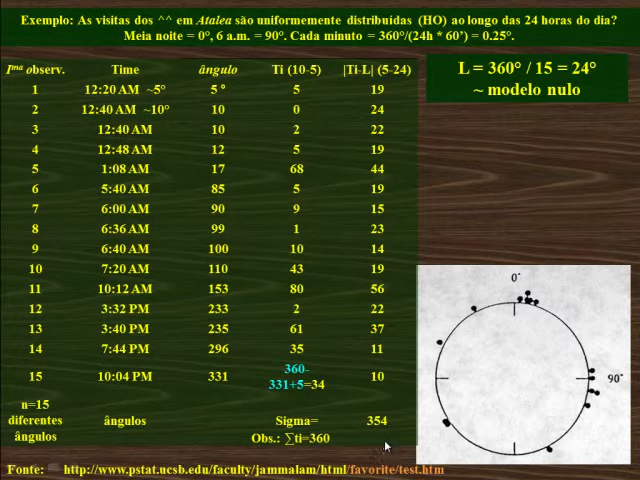 Exemplo: As visitas dos ^^ em Atalea são uniformemente distribuídas (HO) ao longo das 24 horas do dia?
Meia noite = 0°, 6 a.m. = 90°. Cada minuto = 360°/(24h * 60’) = 0.25°.
L = 360° / 15 = 24°
~ modelo nulo
Ima observ. Time ângulo Ti (10-5) |Ti-L| (5-24)
1 12:20 AM ~5° 5 ° 5 19
2 12:40 AM ~10° 10 0 24
3 12:40 AM 10 2 22
4 12:48 AM 12 5 19
5 1:08 AM 17 68 44
6 5:40 AM 85 5 19
7 6:00 AM 90 9 15
8 6:36 AM 99 1 23
9 6:40 AM 100 10 14
10 7:20 AM 110 43 19
11 10:12 AM 153 80 56
12 3:32 PM 233 2 22
13 3:40 PM 235 61 37
14 7:44 PM 296 35 11
15 10:04 PM 331 360-
331+5=34 10
n=15
diferentes
ângulos
ângulos
Sigma= 354
Obs.: ∑ti=360
0°
90°
Fonte: http://www.pstat.ucsb.edu/faculty/jammalam/html/favorite/test.htm